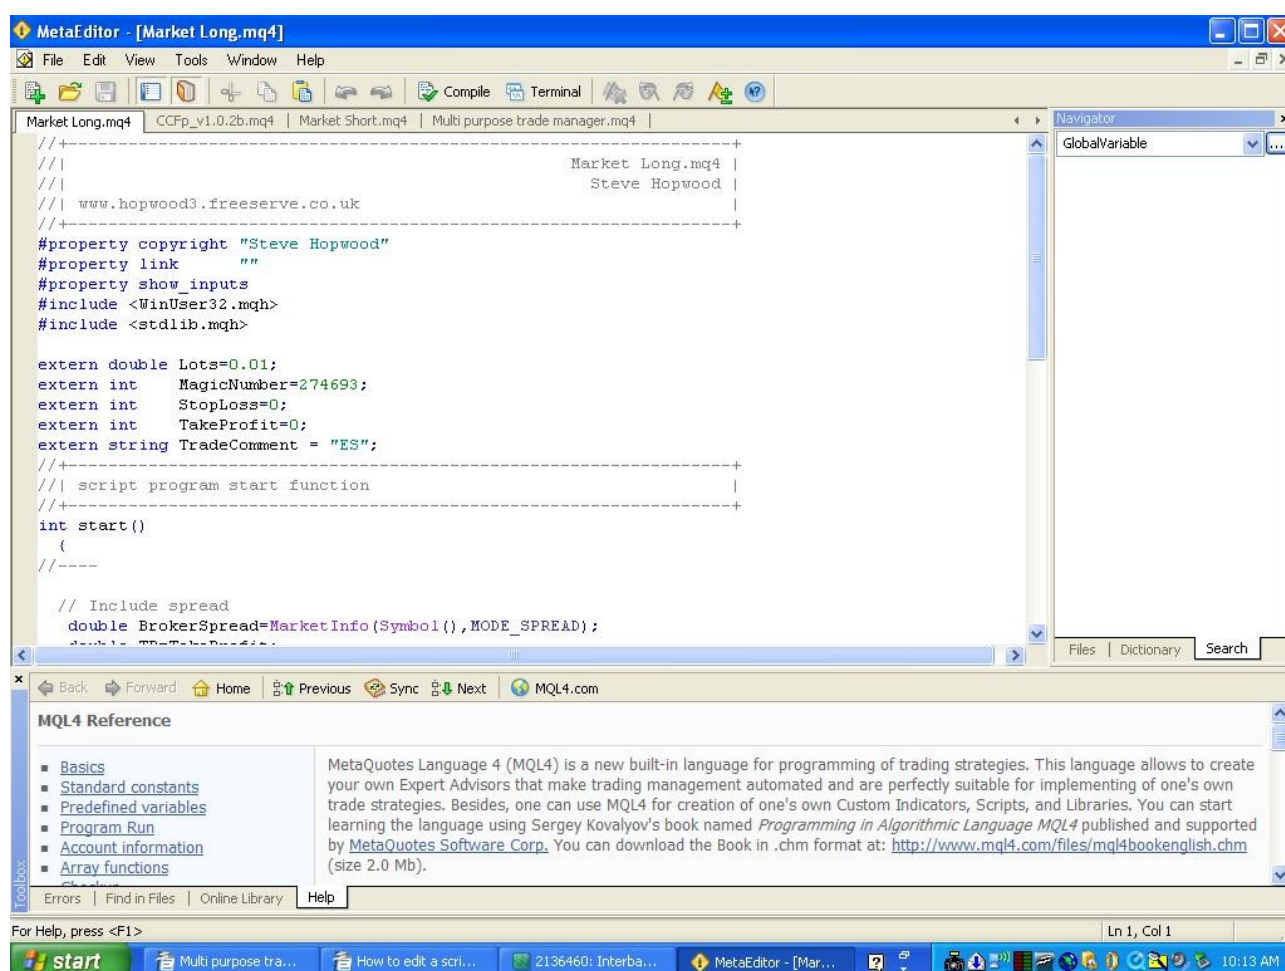 MetaEditor - [Market Long.mq4]
File Edit View Tools Window Help
Compile Terminal
Market Long.mq4 | CCFp_v1.0.2b.mq4 | Market Short.mq4 | Multi purpose trade manager.mq4 |
Navigator
GlobalVariable
...
//+------------------------------------------------------------------+
//| Market Long.mq4 |
//| Steve Hopwood |
//| www.hopwood3.freeserve.co.uk |
//+------------------------------------------------------------------+
#property copyright "Steve Hopwood"
#property link ""
#property show_inputs
#include <WinUser32.mqh>
#include <stdlib.mqh>
extern double Lots=0.01;
extern int MagicNumber=274693;
extern int StopLoss=0;
extern int TakeProfit=0;
extern string TradeComment = "ES";
//+------------------------------------------------------------------+
//| script program start function |
//+------------------------------------------------------------------+
int start()
{
//----
// Include spread
double BrokerSpread=MarketInfo(Symbol(),MODE_SPREAD);
Files | Dictionary Search
Back Forward Home Previous Sync Next MQL4.com
MQL4 Reference
Basics
Standard constants
Predefined variables
Program Run
Account information
Array functions
MetaQuotes Language 4 (MQL4) is a new built-in language for programming of trading strategies. This language allows to create
your own Expert Advisors that make trading management automated and are perfectly suitable for implementing of one's own
trade strategies. Besides, one can use MQL4 for creation of one's own Custom Indicators, Scripts, and Libraries. You can start
learning the language using Sergey Kovalyov's book named Programming in Algorithmic Language MQL4 published and supported
by MetaQuotes Software Corp. You can download the Book in .chm format at: http://www.mql4.com/files/mql4bookenglish.chm
(size 2.0 Mb).
Toolbox
Errors | Find in Files | Online Library Help
For Help, press <F1>
Ln 1, Col 1
start Multi purpose tra... How to edit a scri... 2136460: Interba... MetaEditor - [Mar... 10:13 AM